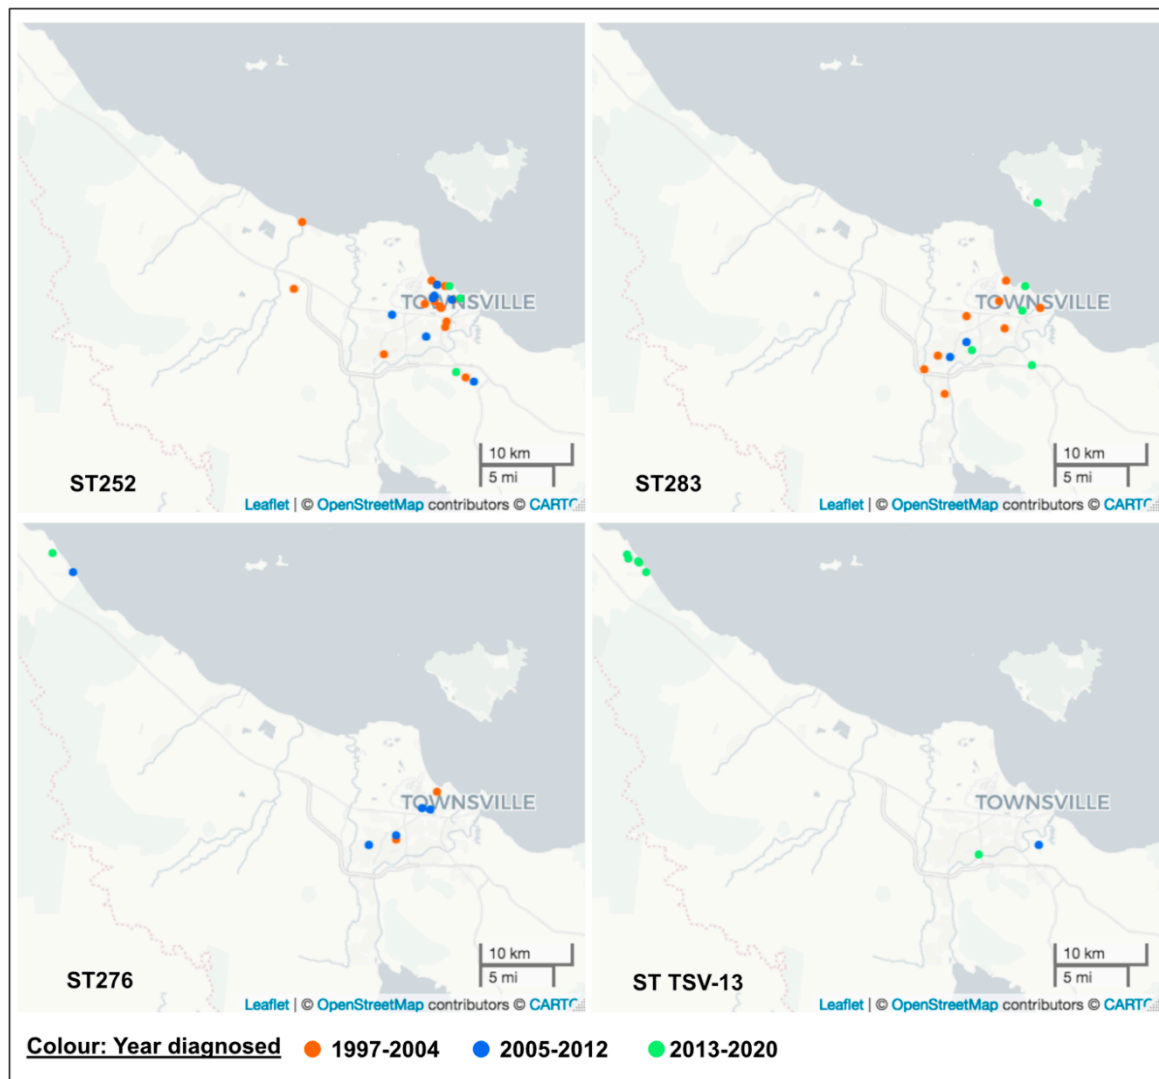 TOWNSVILLE
10 km
5 mi
ST252
Leaflet | © OpenStreetMap contributors © CARTO
TOWNSVILLE
10 km
5 mi
ST283
Leaflet | © OpenStreetMap contributors © CARTO
TOWNSVILLE
10 km
5 mi
ST276
Leaflet | © OpenStreetMap contributors © CARTO
TOWNSVILLE
10 km
5 mi
ST TSV-13
Leaflet | © OpenStreetMap contributors © CARTO
Colour: Year diagnosed 1997-2004 2005-2012 2013-2020